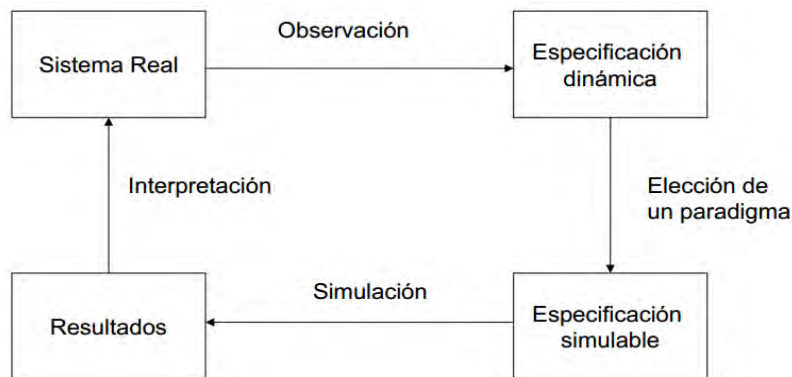 Observación
Sistema Real
Especificación
dinámica
Interpretación
Elección de
un paradigma
Simulación
Resultados
Especificación
simulable